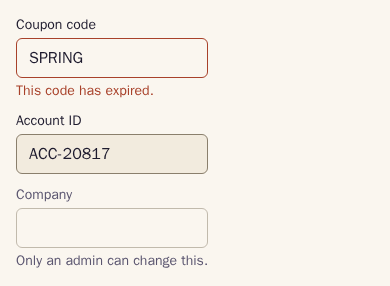 Coupon code
SPRING
This code has expired.
Account ID
ACC-20817
Company
Only an admin can change this.